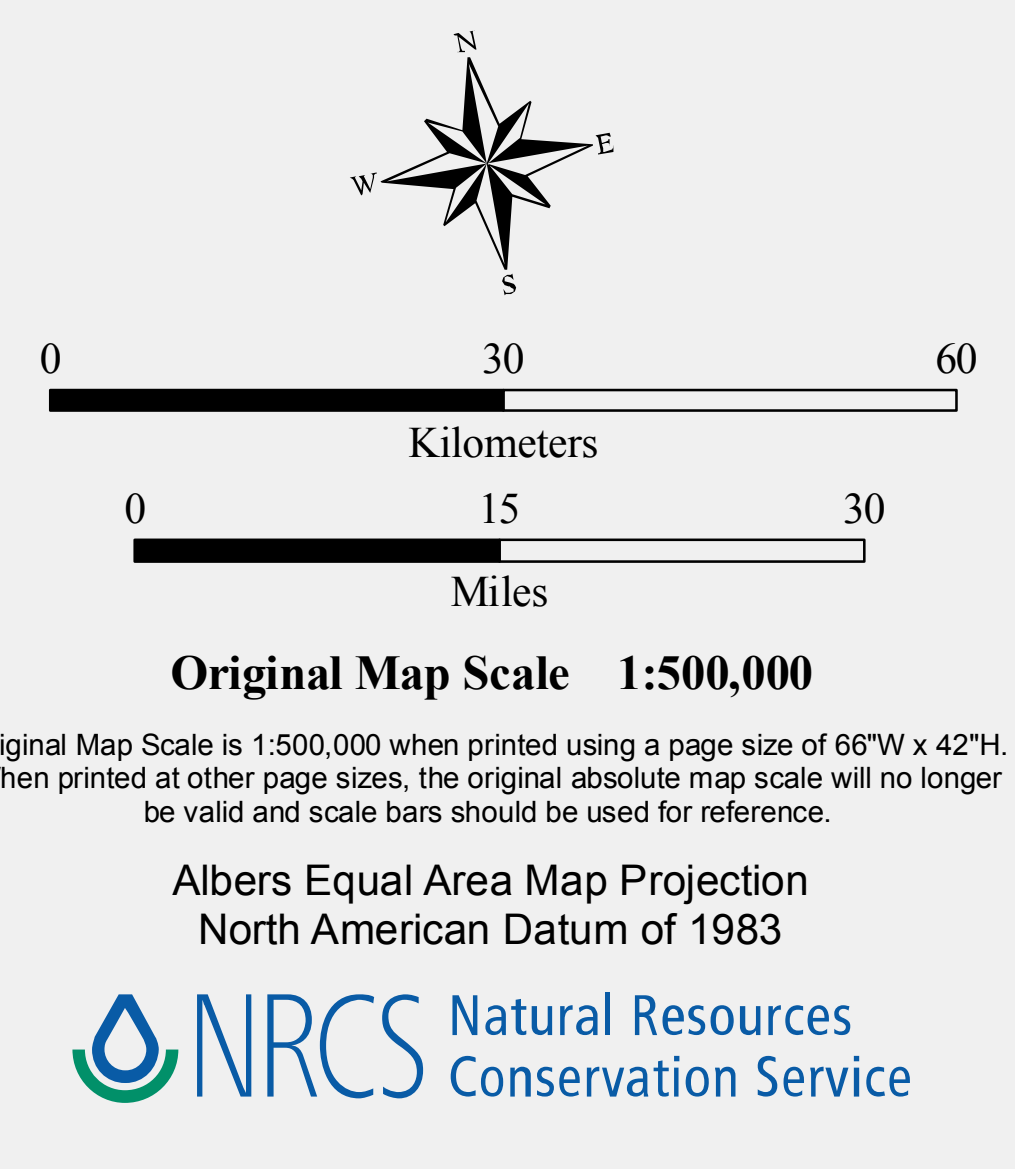 N
E
W
S
0 30 60
Kilometers
0 15 30
Miles
Original Map Scale 1:500,000
iginal Map Scale is 1:500,000 when printed using a page size of 66"W x 42"H.
hen printed at other page sizes, the original absolute map scale will no longer
be valid and scale bars should be used for reference.
Albers Equal Area Map Projection
North American Datum of 1983
NRCS Natural Resources
Conservation Service